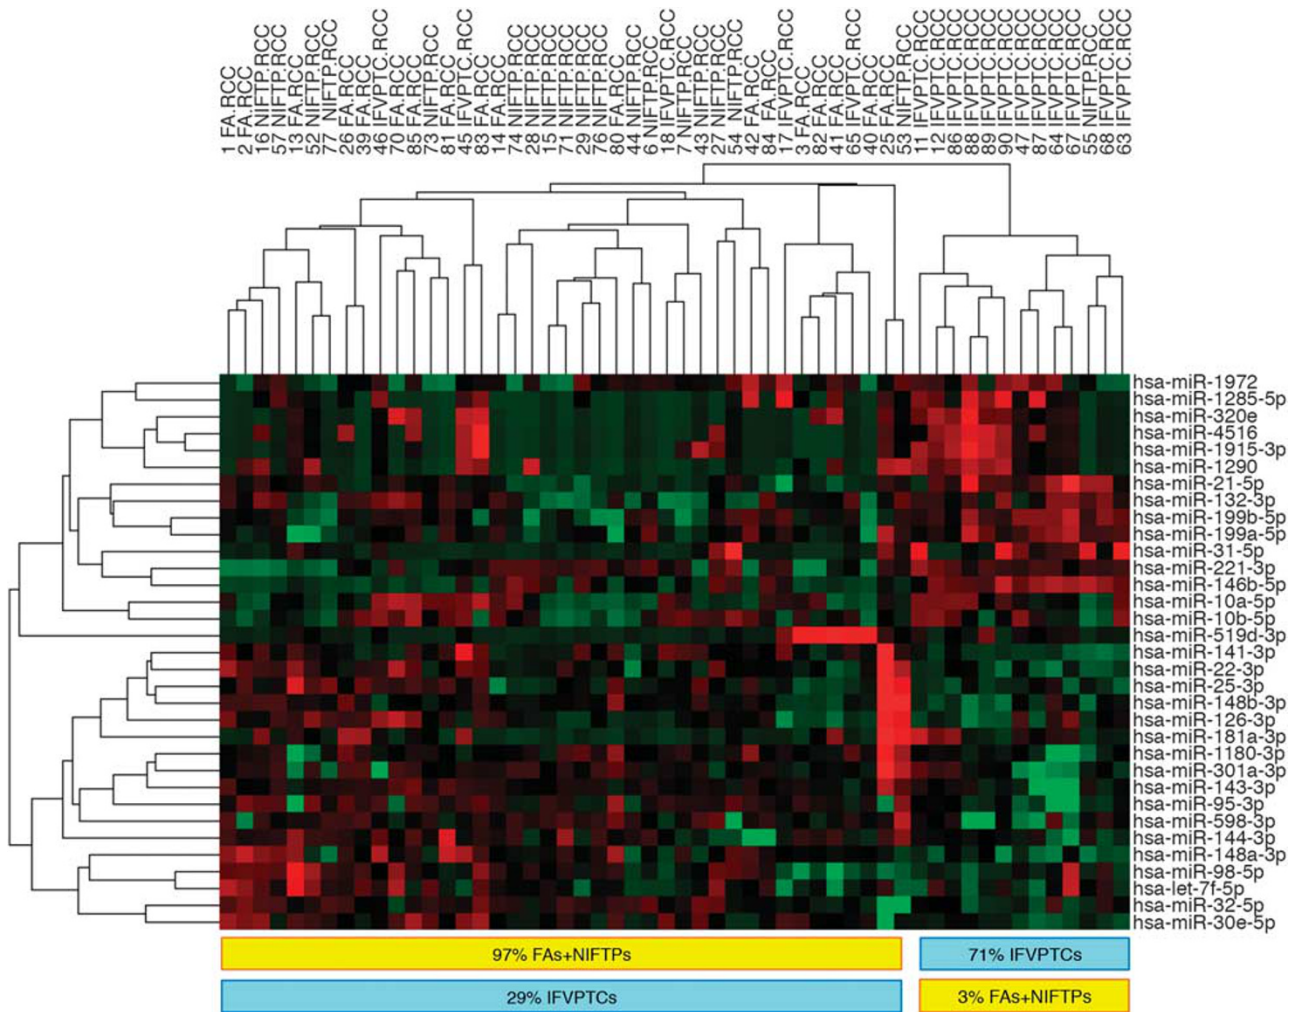 1 FA.RCC
2 FA.RCC
16 NIFTP.RCC
57 NIFTP.RCC
13 FA.RCC
52 NIFTP.RCC
77 NIFTP.RCC
26 FA.RCC
39 FA.RCC
46 IFVPTC.RCC
70 FA.RCC
85 FA.RCC
73 NIFTP.RCC
81 FA.RCC
45 IFVPTC.RCC
83 FA.RCC
14 FA.RCC
74 NIFTP.RCC
28 NIFTP.RCC
15 NIFTP.RCC
71 NIFTP.RCC
29 NIFTP.RCC
76 NIFTP.RCC
80 FA.RCC
44 NIFTP.RCC
6 NIFTP.RCC
18 IFVPTC.RCC
7 NIFTP.RCC
43 NIFTP.RCC
27 NIFTP.RCC
54 NIFTP.RCC
42 FA.RCC
84 FA.RCC
17 IFVPTC.RCC
3 FA.RCC
82 FA.RCC
41 FA.RCC
65 IFVPTC.RCC
40 FA.RCC
25 FA.RCC
53 NIFTP.RCC
11 IFVPTC.RCC
12 IFVPTC.RCC
86 IFVPTC.RCC
88 IFVPTC.RCC
89 IFVPTC.RCC
90 IFVPTC.RCC
47 IFVPTC.RCC
87 IFVPTC.RCC
64 IFVPTC.RCC
67 IFVPTC.RCC
55 NIFTP.RCC
68 IFVPTC.RCC
63 IFVPTC.RCC
hsa-miR-1972
hsa-miR-1285-5p
hsa-miR-320e
hsa-miR-4516
hsa-miR-1915-3p
hsa-miR-1290
hsa-miR-21-5p
hsa-miR-132-3p
hsa-miR-199b-5p
hsa-miR-199a-5p
hsa-miR-31-5p
hsa-miR-221-3p
hsa-miR-146b-5p
hsa-miR-10a-5p
hsa-miR-10b-5p
hsa-miR-519d-3p
hsa-miR-141-3p
hsa-miR-22-3p
hsa-miR-25-3p
hsa-miR-148b-3p
hsa-miR-126-3p
hsa-miR-181a-3p
hsa-miR-1180-3p
hsa-miR-301a-3p
hsa-miR-143-3p
hsa-miR-95-3p
hsa-miR-598-3p
hsa-miR-144-3p
hsa-miR-148a-3p
hsa-miR-98-5p
hsa-let-7f-5p
hsa-miR-32-5p
hsa-miR-30e-5p
97% FAs+NIFTPs
71% IFVPTCs
29% IFVPTCs
3% FAs+NIFTPs